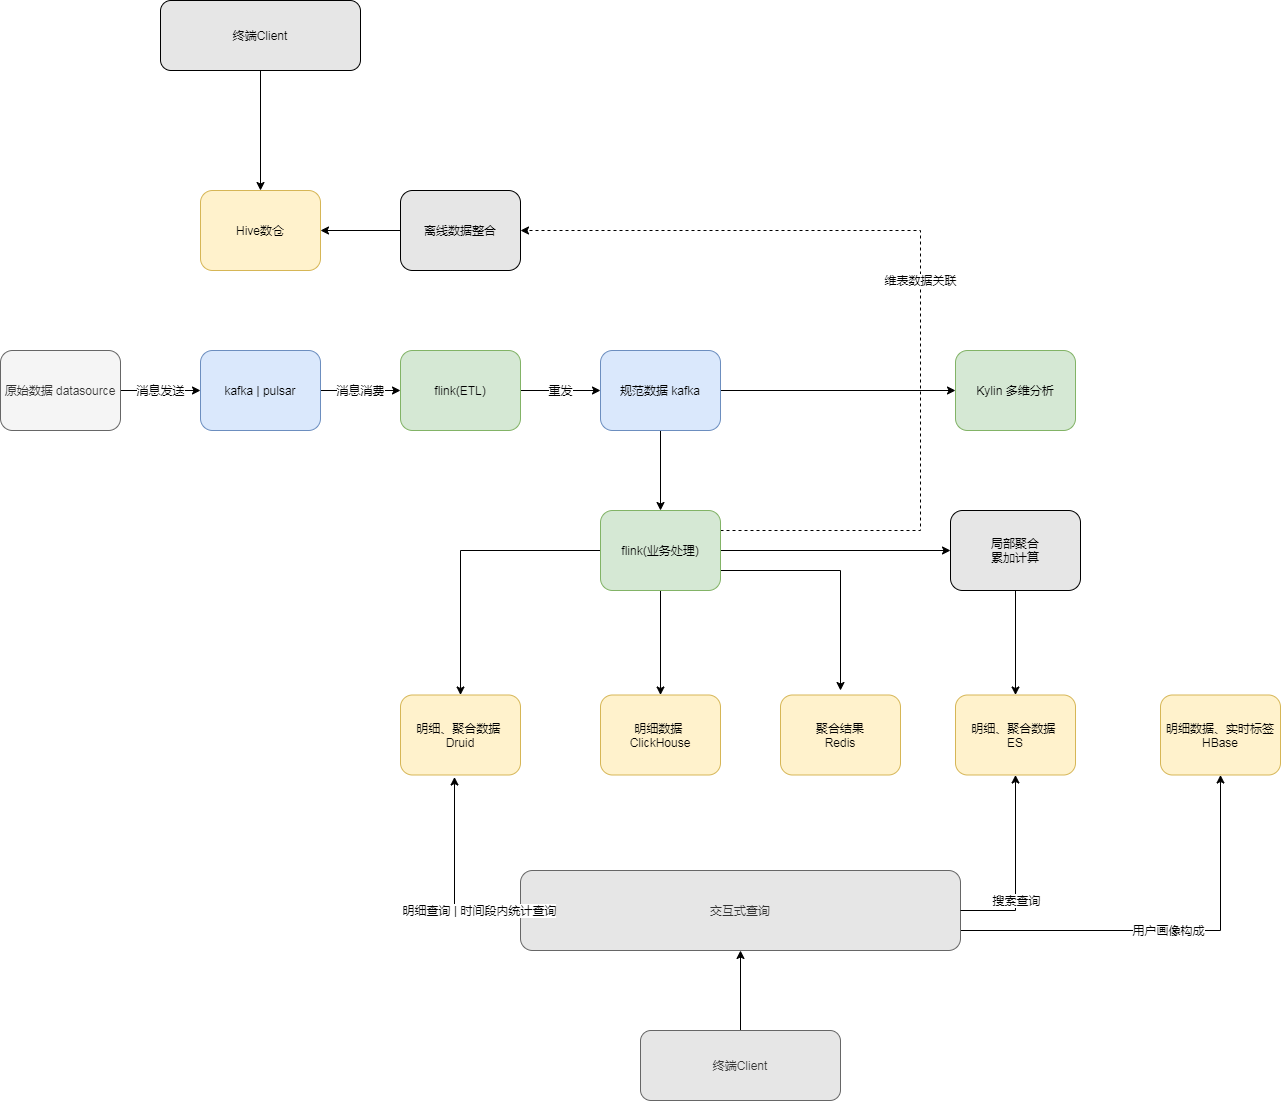 终端Client
Hive数仓
离线数据整合
维表数据关联
原始数据 datasource
消息发送
kafka | pulsar
消息消费
flink(ETL)
重发
规范数据 kafka
Kylin 多维分析
flink(业务处理)
局部聚合
累加计算
明细、聚合数据
Druid
明细数据
ClickHouse
聚合结果
Redis
明细、聚合数据
ES
明细数据、实时标签
HBase
明细查询 | 时间段内统计查询
交互式查询
搜索查询
用户画像构成
终端Client